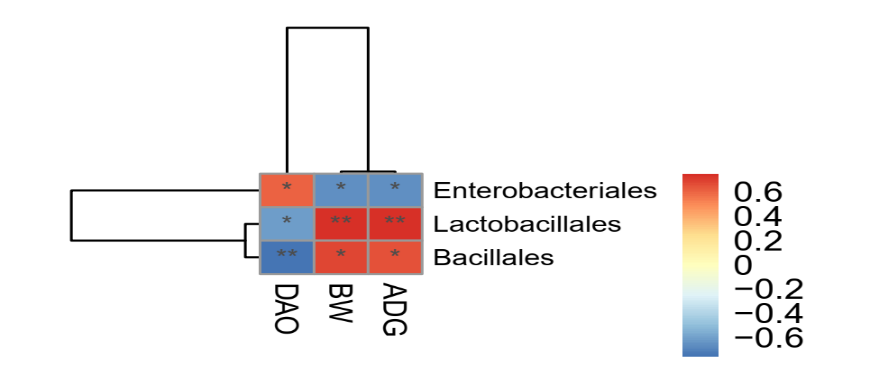 * * * Enterobacteriales
* ** ** Lactobacillales
** * * Bacillales
DAO BW ADG
0.6
0.4
0.2
0
−0.2
−0.4
−0.6